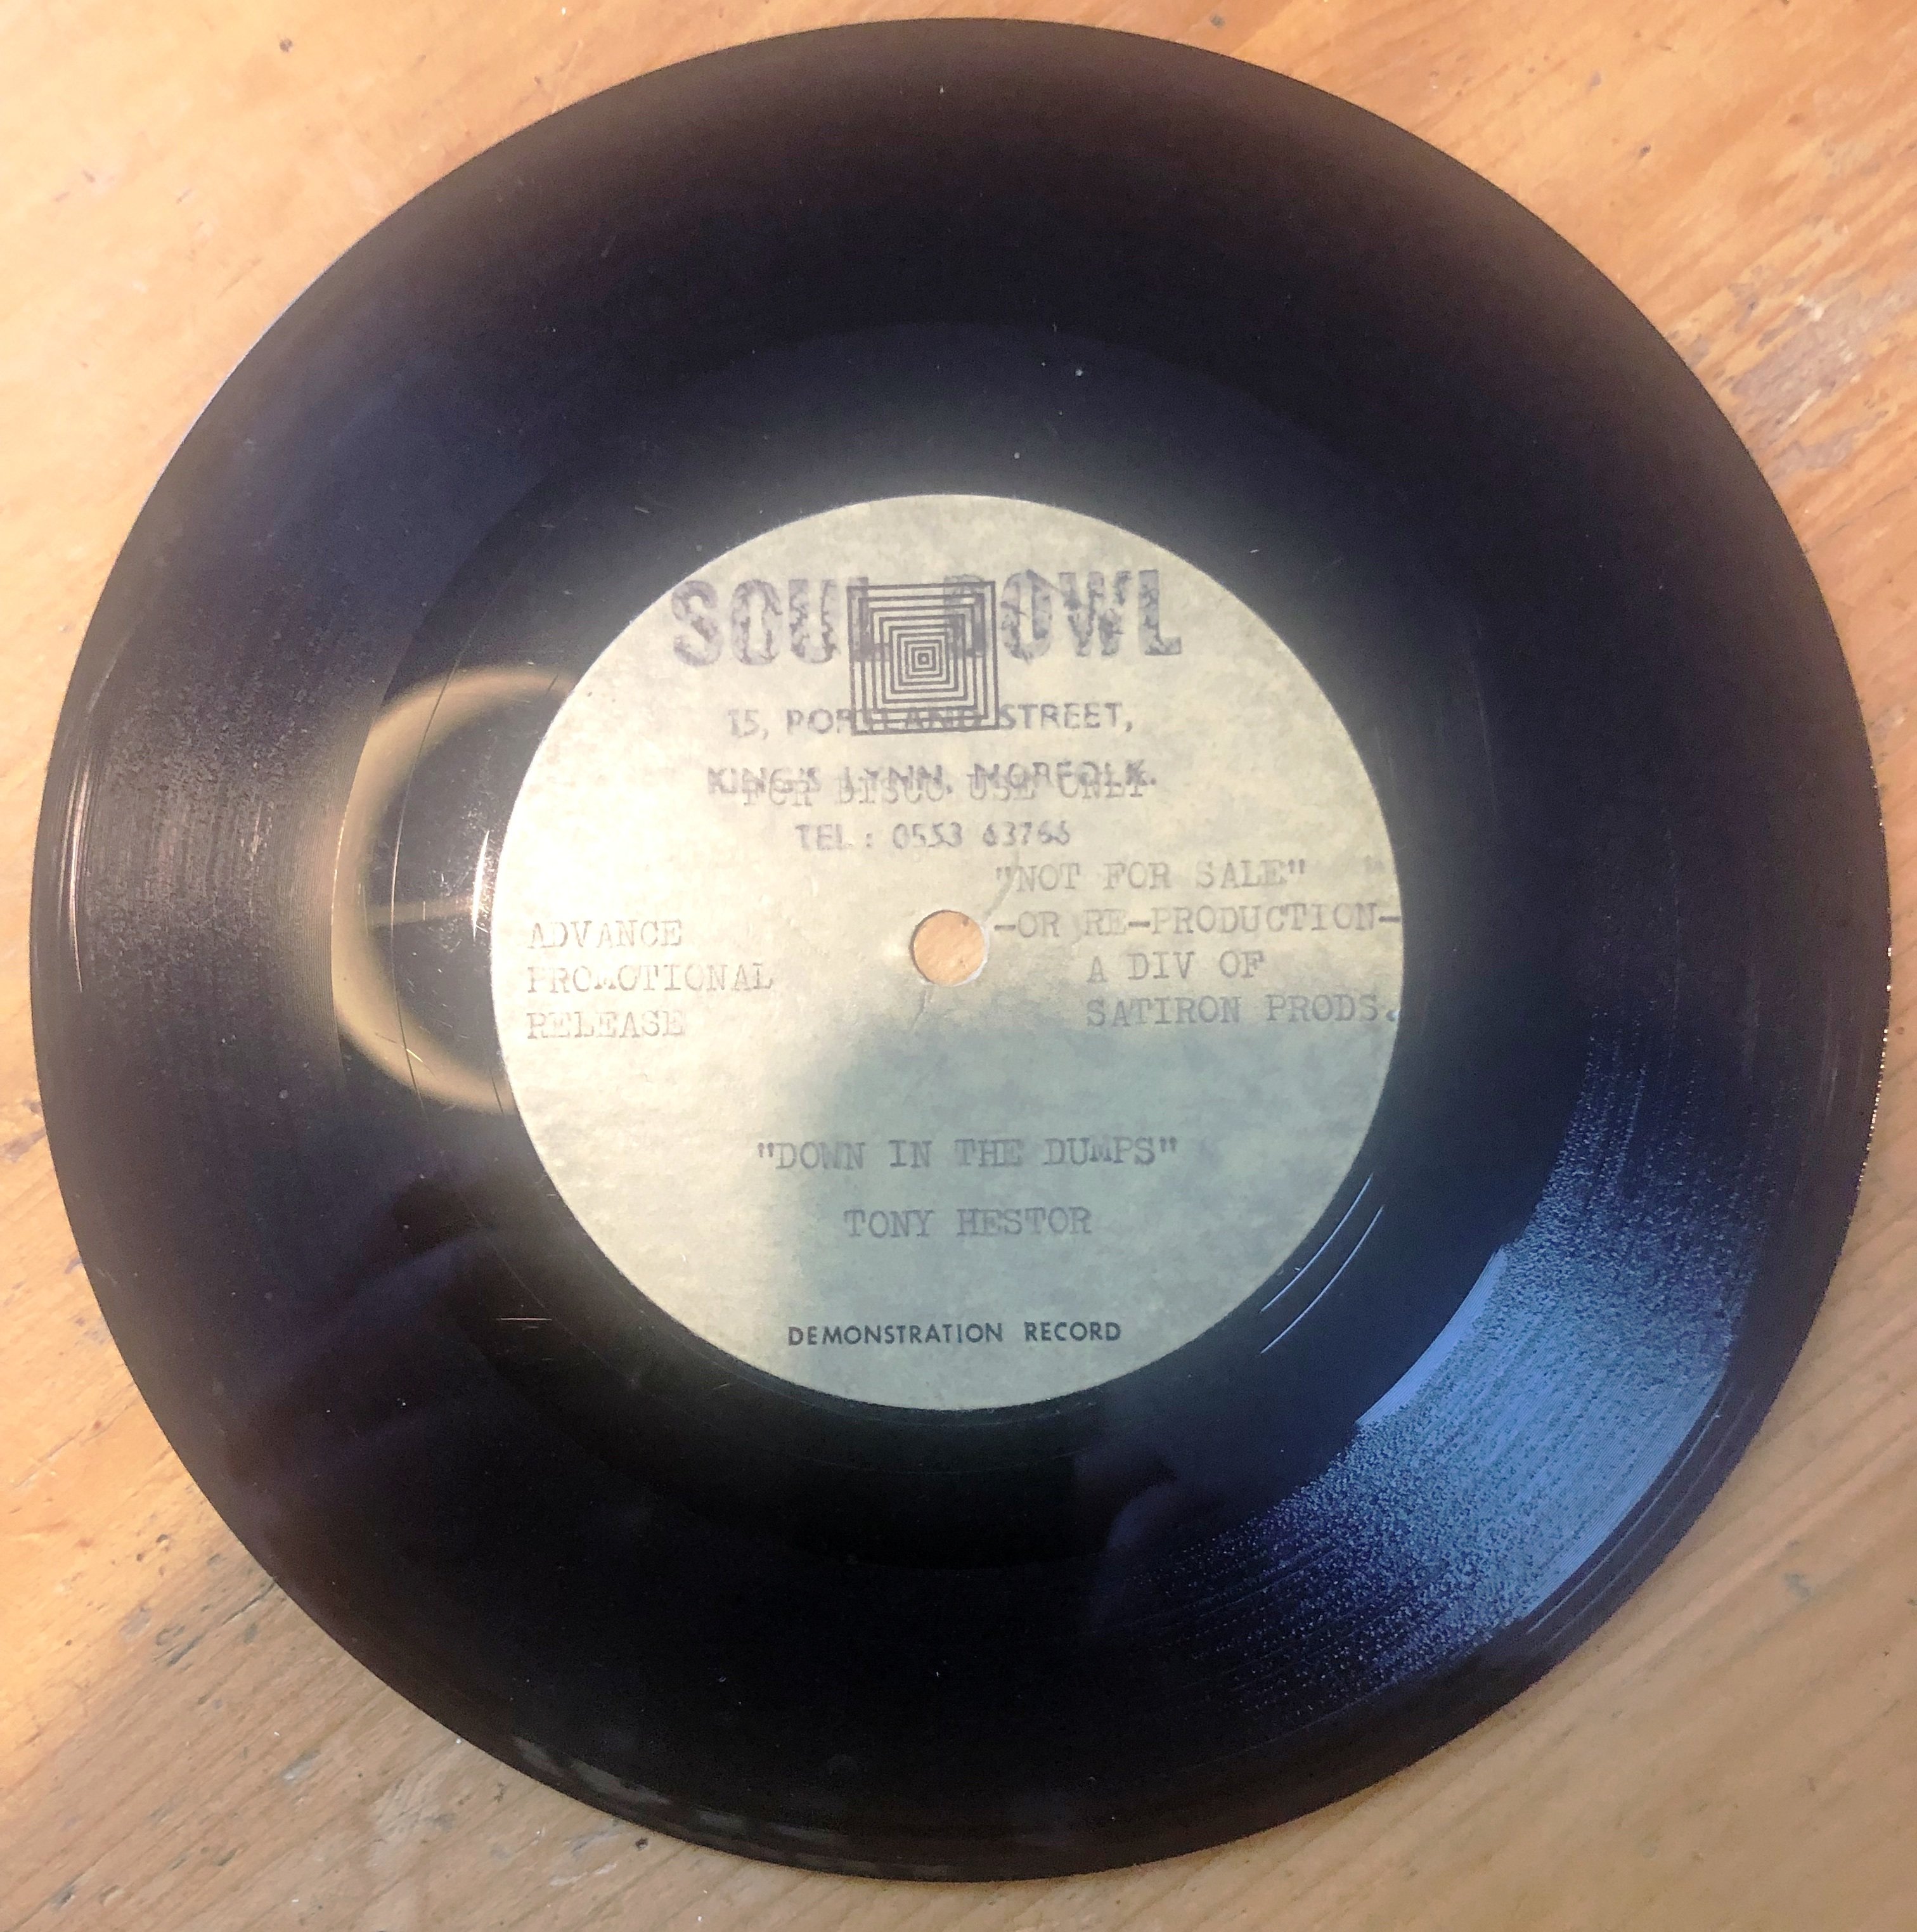 SOUL BOWL
15, PORTLAND STREET,
KING'S LYNN, NORFOLK.
FOR DISCO USE ONLY
TEL : 0553 63766
"NOT FOR SALE"
-OR RE-PRODUCTION-
A DIV OF
SATIRON PRODS.
ADVANCE
PROMOTIONAL
RELEASE
"DOWN IN THE DUMPS"
TONY HESTOR
DEMONSTRATION RECORD